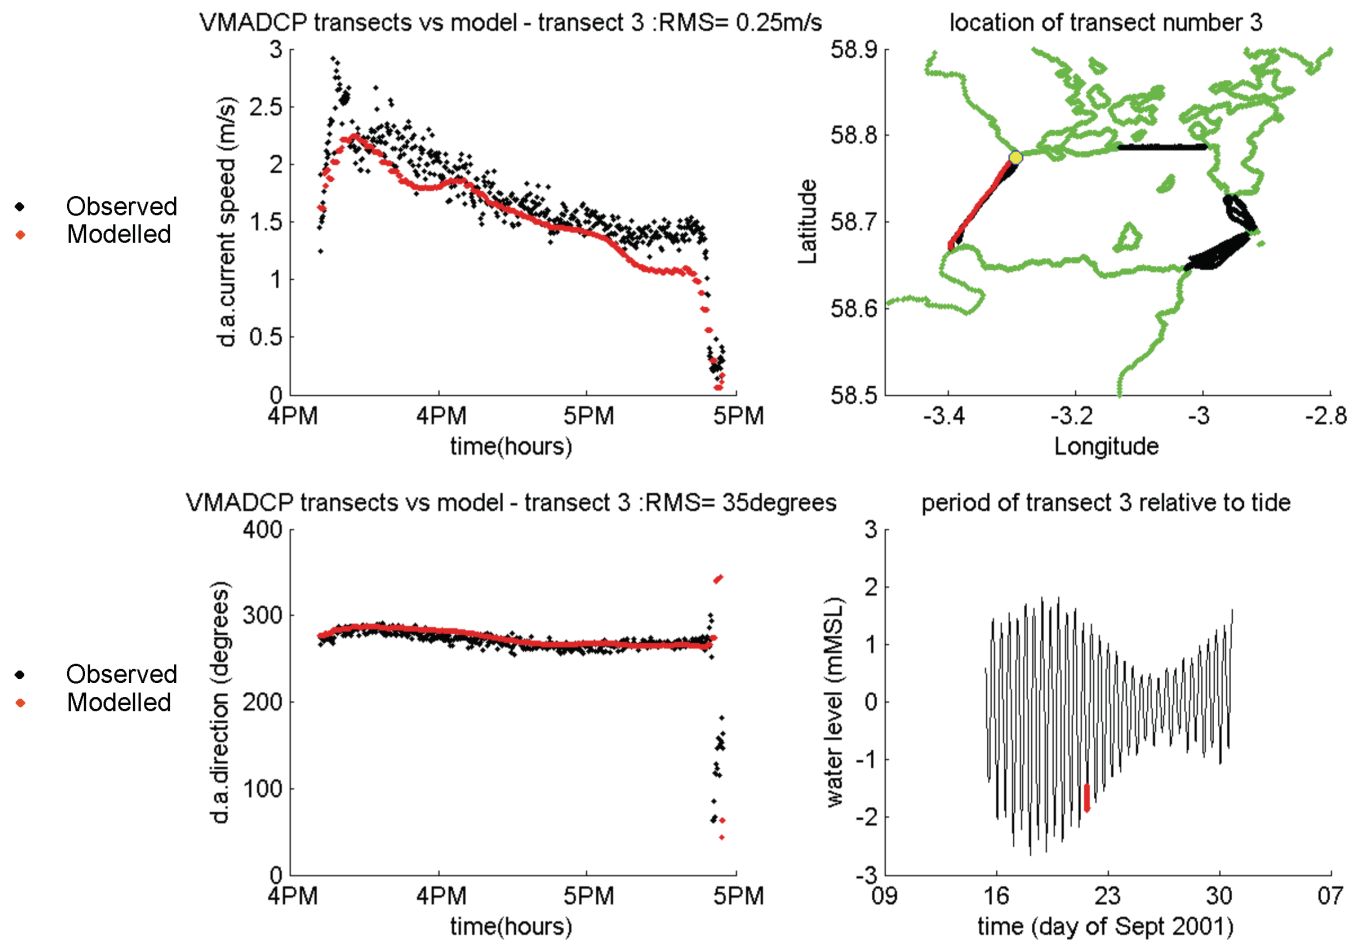 VMADCP transects vs model - transect 3 :RMS= 0.25m/s
3
2.5
2
1.5
1
0.5
0
d.a.current speed (m/s)
4PM 4PM 5PM 5PM
time(hours)
Observed
Modelled
location of transect number 3
58.9
58.8
58.7
58.6
58.5
Latitude
-3.4 -3.2 -3 -2.8
Longitude
VMADCP transects vs model - transect 3 :RMS= 35degrees
400
300
200
100
0
d.a.direction (degrees)
4PM 4PM 5PM 5PM
time(hours)
Observed
Modelled
period of transect 3 relative to tide
3
2
1
0
-1
-2
-3
water level (mMSL)
09 16 23 30 07
time (day of Sept 2001)